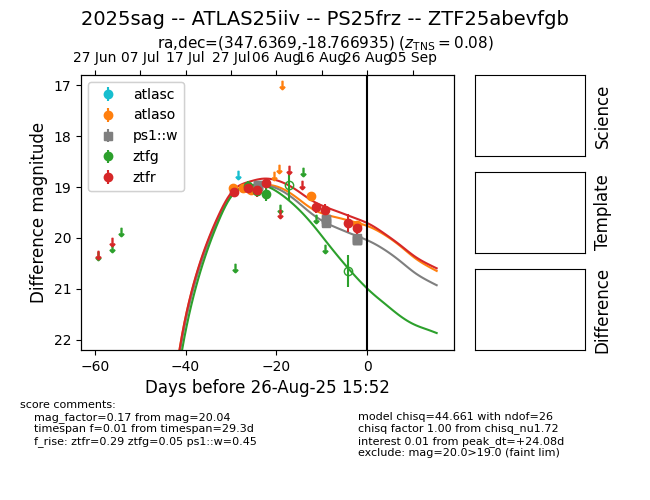 2025sag -- ATLAS25iiv -- PS25frz -- ZTF25abevfgb
ra,dec=(347.6369,-18.766935) (z_TNS = 0.08)
27 Jun 07 Jul 17 Jul 27 Jul 06 Aug 16 Aug 26 Aug 05 Sep
17
18
19
20
21
22
Difference magnitude
atlasc
atlaso
ps1::w
ztfg
ztfr
−60 −40 −20 0
Days before 26-Aug-25 15:52
Science
Template
Difference
score comments:
mag_factor=0.17 from mag=20.04
timespan f=0.01 from timespan=29.3d
f_rise: ztfr=0.29 ztfg=0.05 ps1::w=0.45
model chisq=44.661 with ndof=26
chisq factor 1.00 from chisq_nu1.72
interest 0.01 from peak_dt=+24.08d
exclude: mag=20.0>19.0 (faint lim)